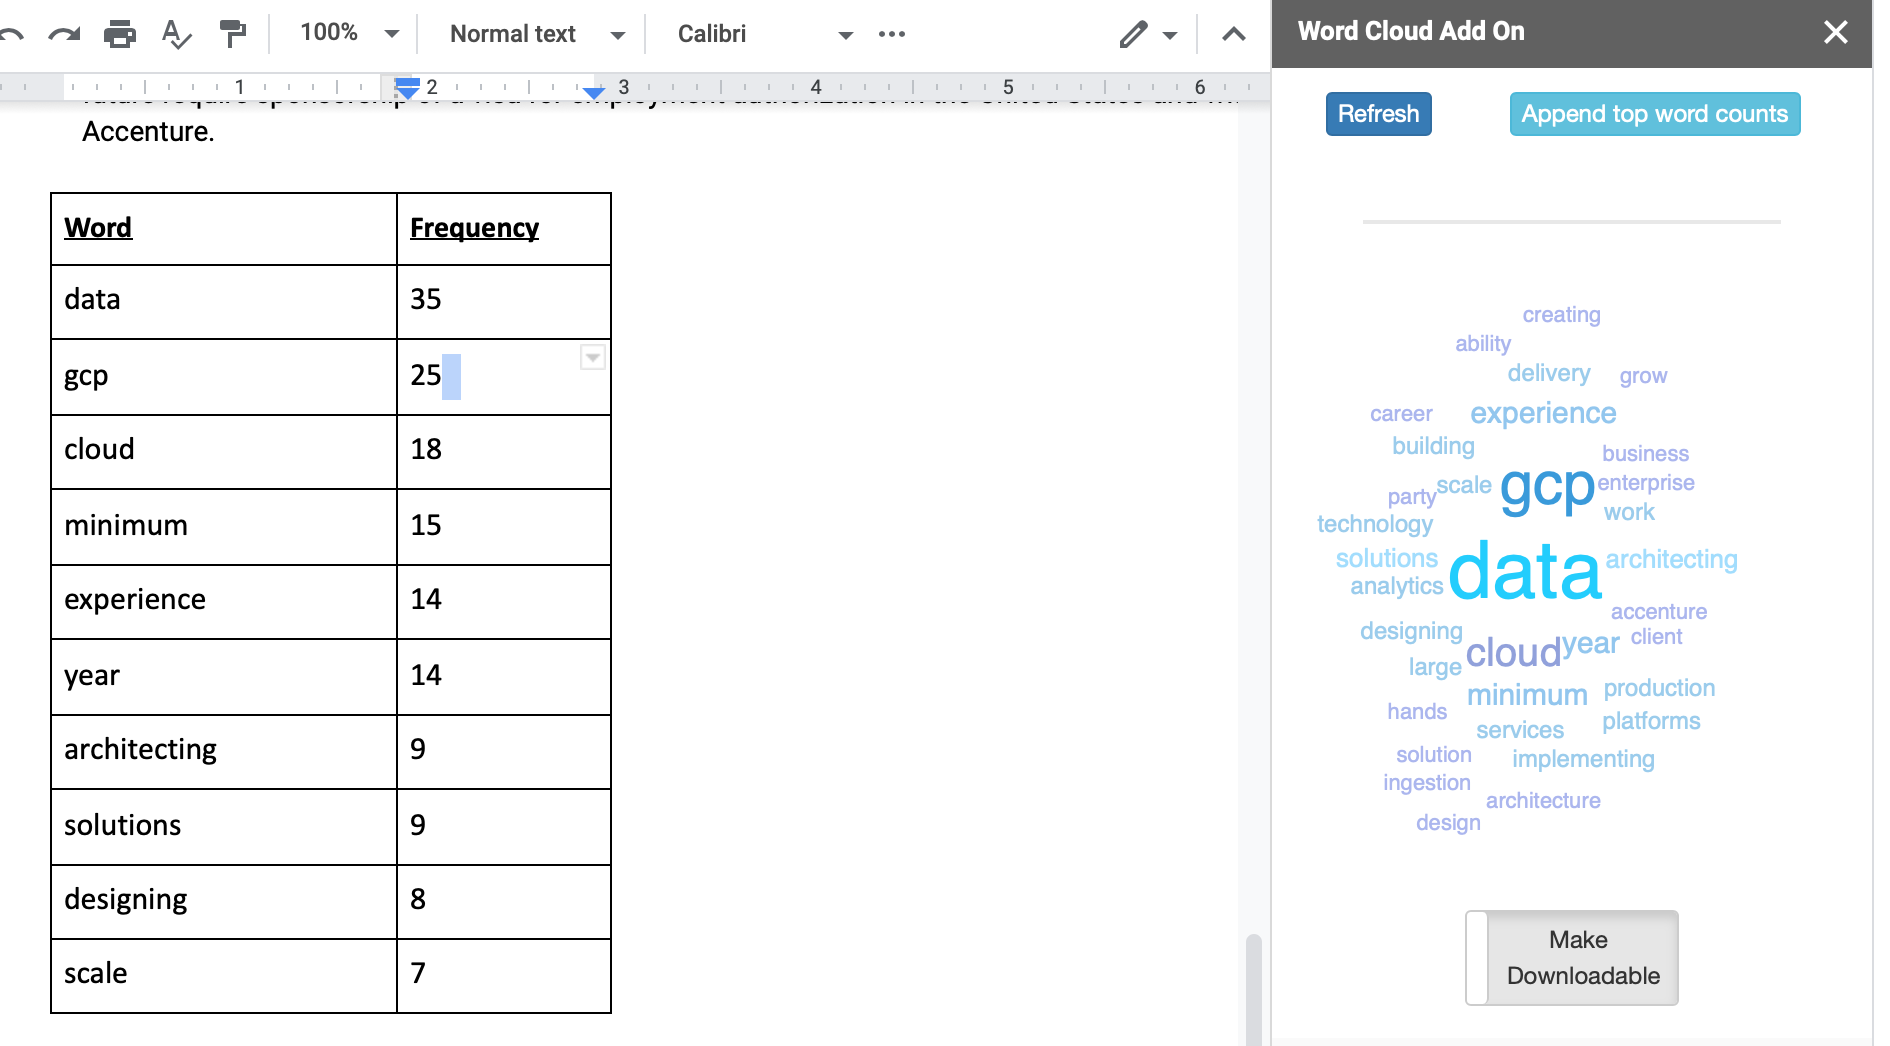 100% Normal text Calibri
1 2 3 4 5 6
Accenture.
Word Frequency
data 35
gcp 25
cloud 18
minimum 15
experience 14
year 14
architecting 9
solutions 9
designing 8
scale 7
Word Cloud Add On
Refresh Append top word counts
creating
ability
delivery grow
career experience
building business
party scale gcp enterprise
technology work
solutions data architecting
analytics
accenture
designing cloud year client
large
minimum production
hands services platforms
solution implementing
ingestion
architecture
design
Make
Downloadable